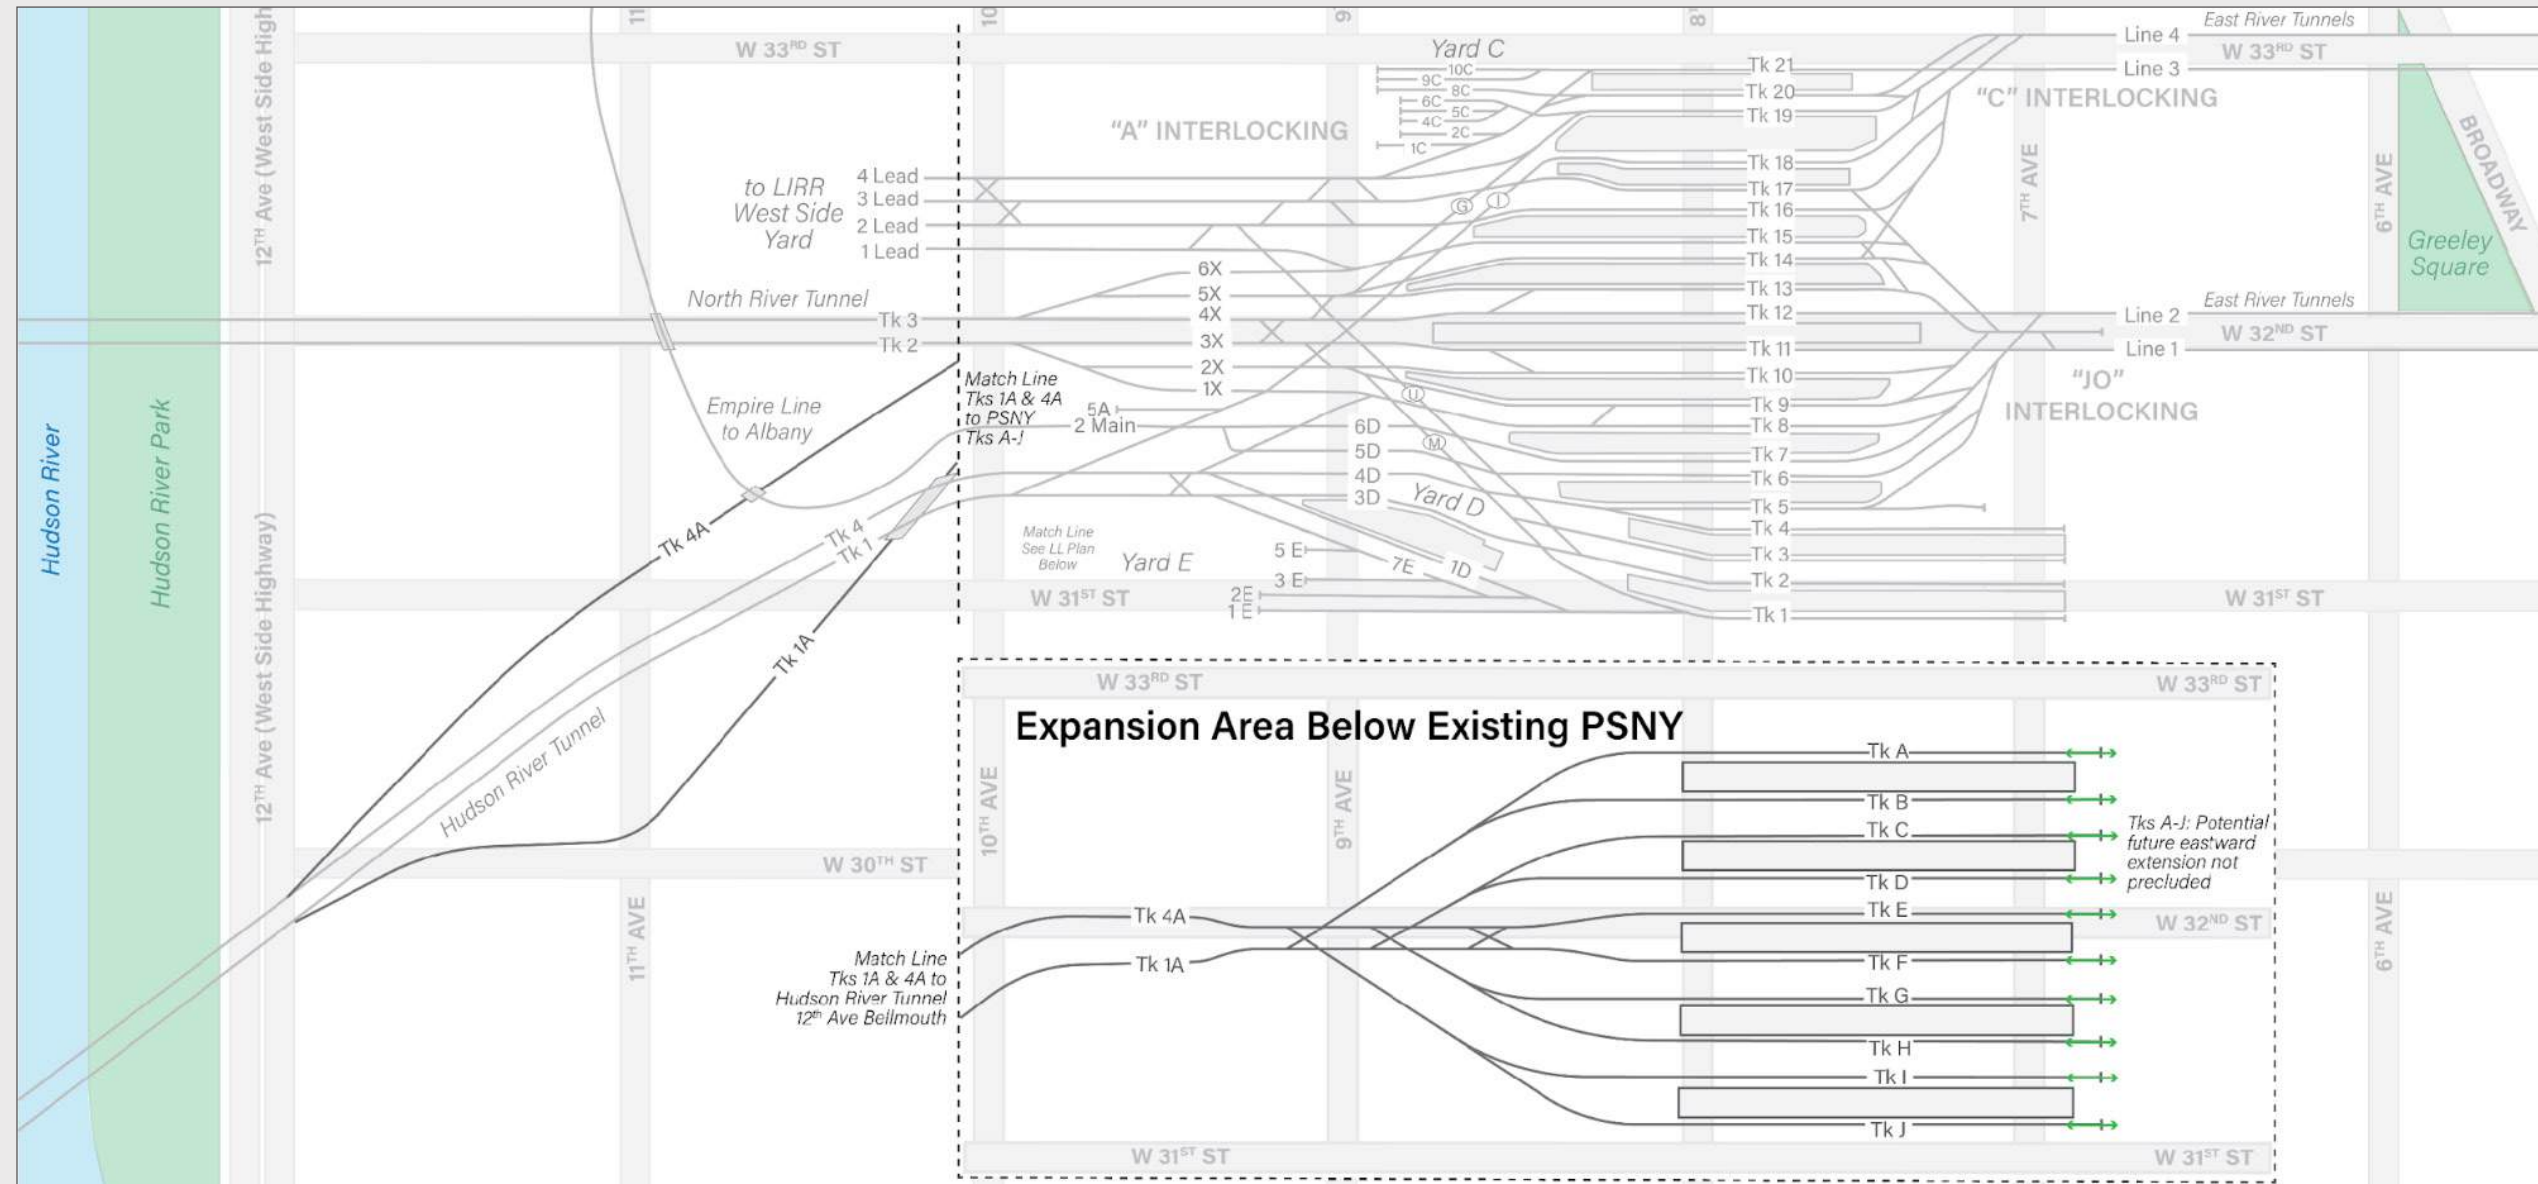 East River Tunnels
Line 4
W 33RD ST
W 33RD ST
Line 3
Yard C
10C
9C
8C
6C
5C
4C
2C
1C
Tk 21
Tk 20
Tk 19
Tk 18
Tk 17
Tk 16
Tk 15
Tk 14
Tk 13
Tk 12
Tk 11
Tk 10
Tk 9
Tk 8
Tk 7
Tk 6
Tk 5
Tk 4
Tk 3
Tk 2
Tk 1
"C" INTERLOCKING
"A" INTERLOCKING
to LIRR
West Side
Yard
4 Lead
3 Lead
2 Lead
1 Lead
G
I
6X
5X
4X
3X
2X
1X
North River Tunnel
Tk 3
Tk 2
East River Tunnels
Line 2
W 32ND ST
Line 1
"JO"
INTERLOCKING
Match Line
Tks 1A & 4A
to PSNY
Tks A-J
5A
2 Main
U
M
6D
5D
4D
3D
Yard D
1D
7E
Empire Line
to Albany
Tk 4A
Tk 4
Tk 1
Tk 1A
Match Line
See LL Plan
Below
Yard E
5 E
3 E
2E
1 E
W 31ST ST
W 31ST ST
Hudson River
Hudson River Park
12TH Ave (West Side High
12TH Ave (West Side Highway)
11
10
9
8
7TH AVE
6TH AVE
BROADWAY
Greeley
Square
Hudson River Tunnel
W 30TH ST
11TH AVE
W 33RD ST
W 33RD ST
Expansion Area Below Existing PSNY
10TH AVE
9TH AVE
Tk A
Tk B
Tk C
Tk D
Tk E
Tk F
Tk G
Tk H
Tk I
Tk J
Tks A-J: Potential
future eastward
extension not
precluded
Tk 4A
Tk 1A
W 32ND ST
6TH AVE
Match Line
Tks 1A & 4A to
Hudson River Tunnel
12th Ave Bellmouth
W 31ST ST
W 31ST ST